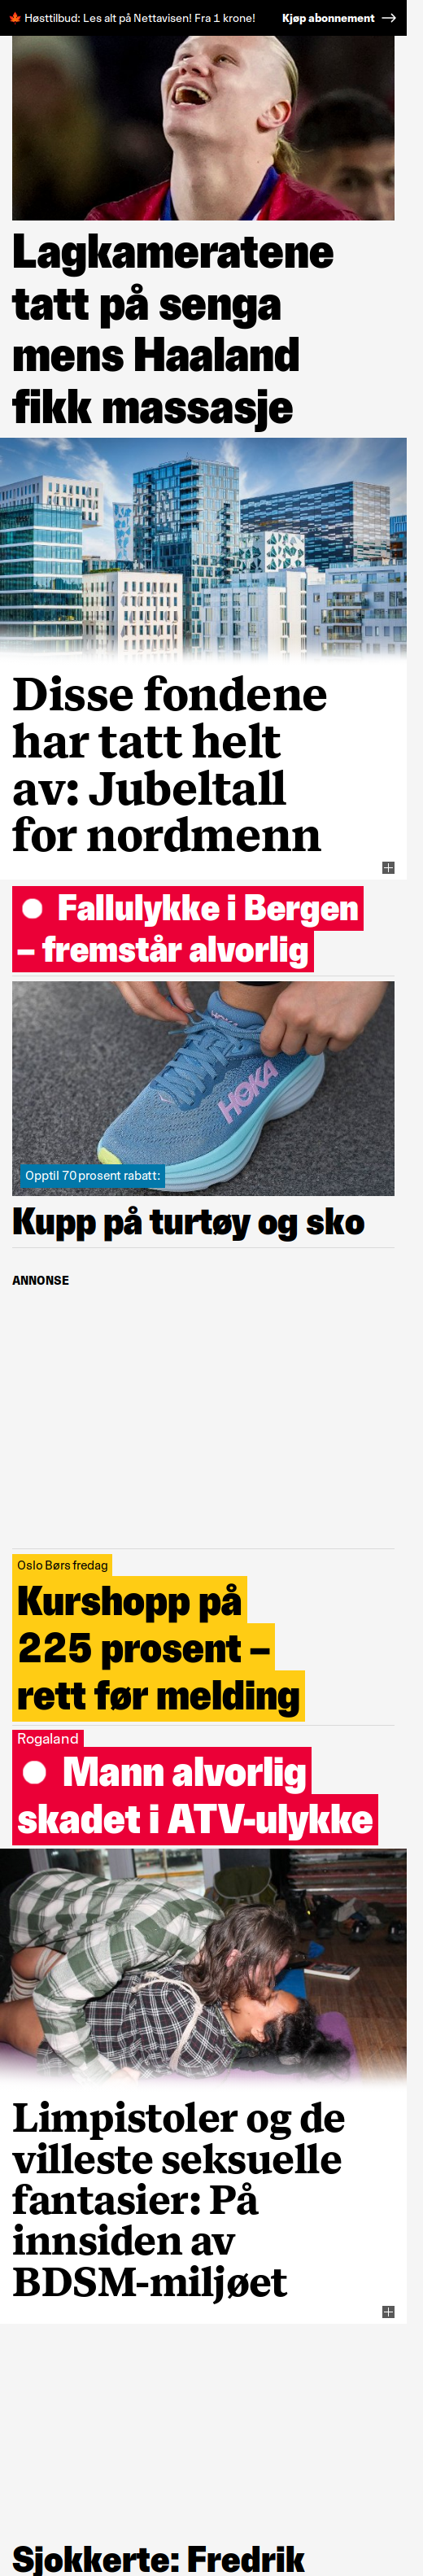 Høsttilbud: Les alt på Nettavisen! Fra 1 krone! Kjøp abonnement →
Lagkameratene
tatt på senga
mens Haaland
fikk massasje
Disse fondene
har tatt helt
av: Jubeltall
for nordmenn
Fallulykke i Bergen
– fremstår alvorlig
HOKA
Opptil 70 prosent rabatt:
Kupp på turtøy og sko
ANNONSE
Oslo Børs fredag
Kurshopp på
225 prosent –
rett før melding
Rogaland
Mann alvorlig
skadet i ATV-ulykke
Limpistoler og de
villeste seksuelle
fantasier: På
innsiden av
BDSM-miljøet
Sjokkerte: Fredrik